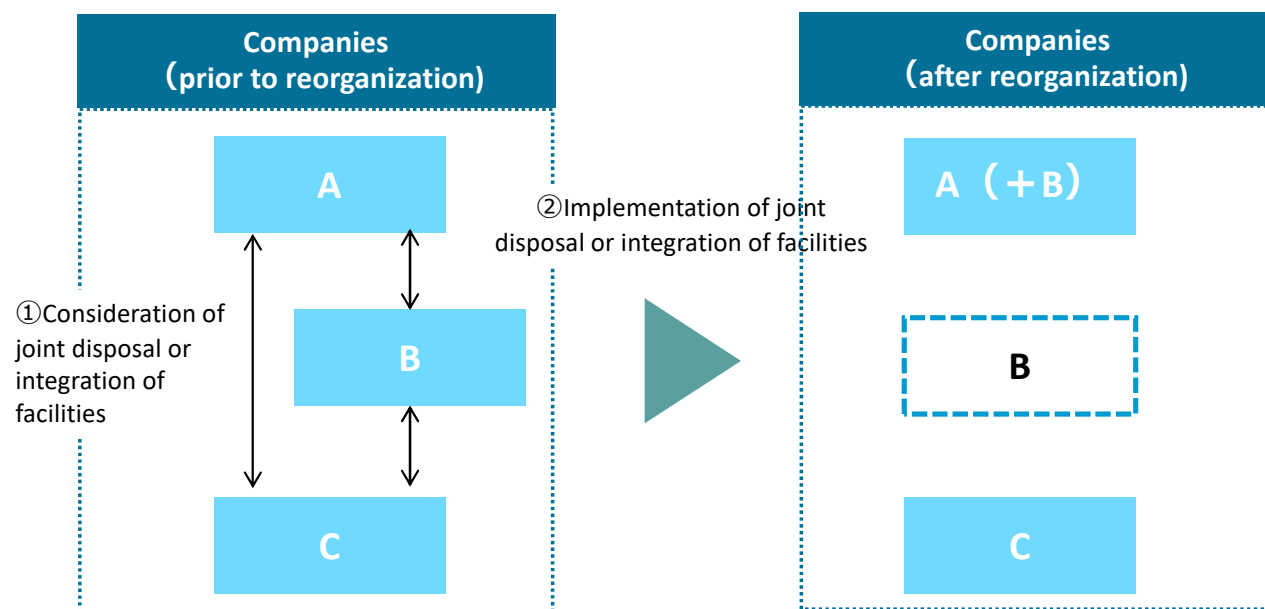 Companies
（prior to reorganization)
A
①Consideration of
joint disposal or
integration of
facilities
B
C
②Implementation of joint
disposal or integration of facilities
Companies
（after reorganization)
A（＋B）
B
C